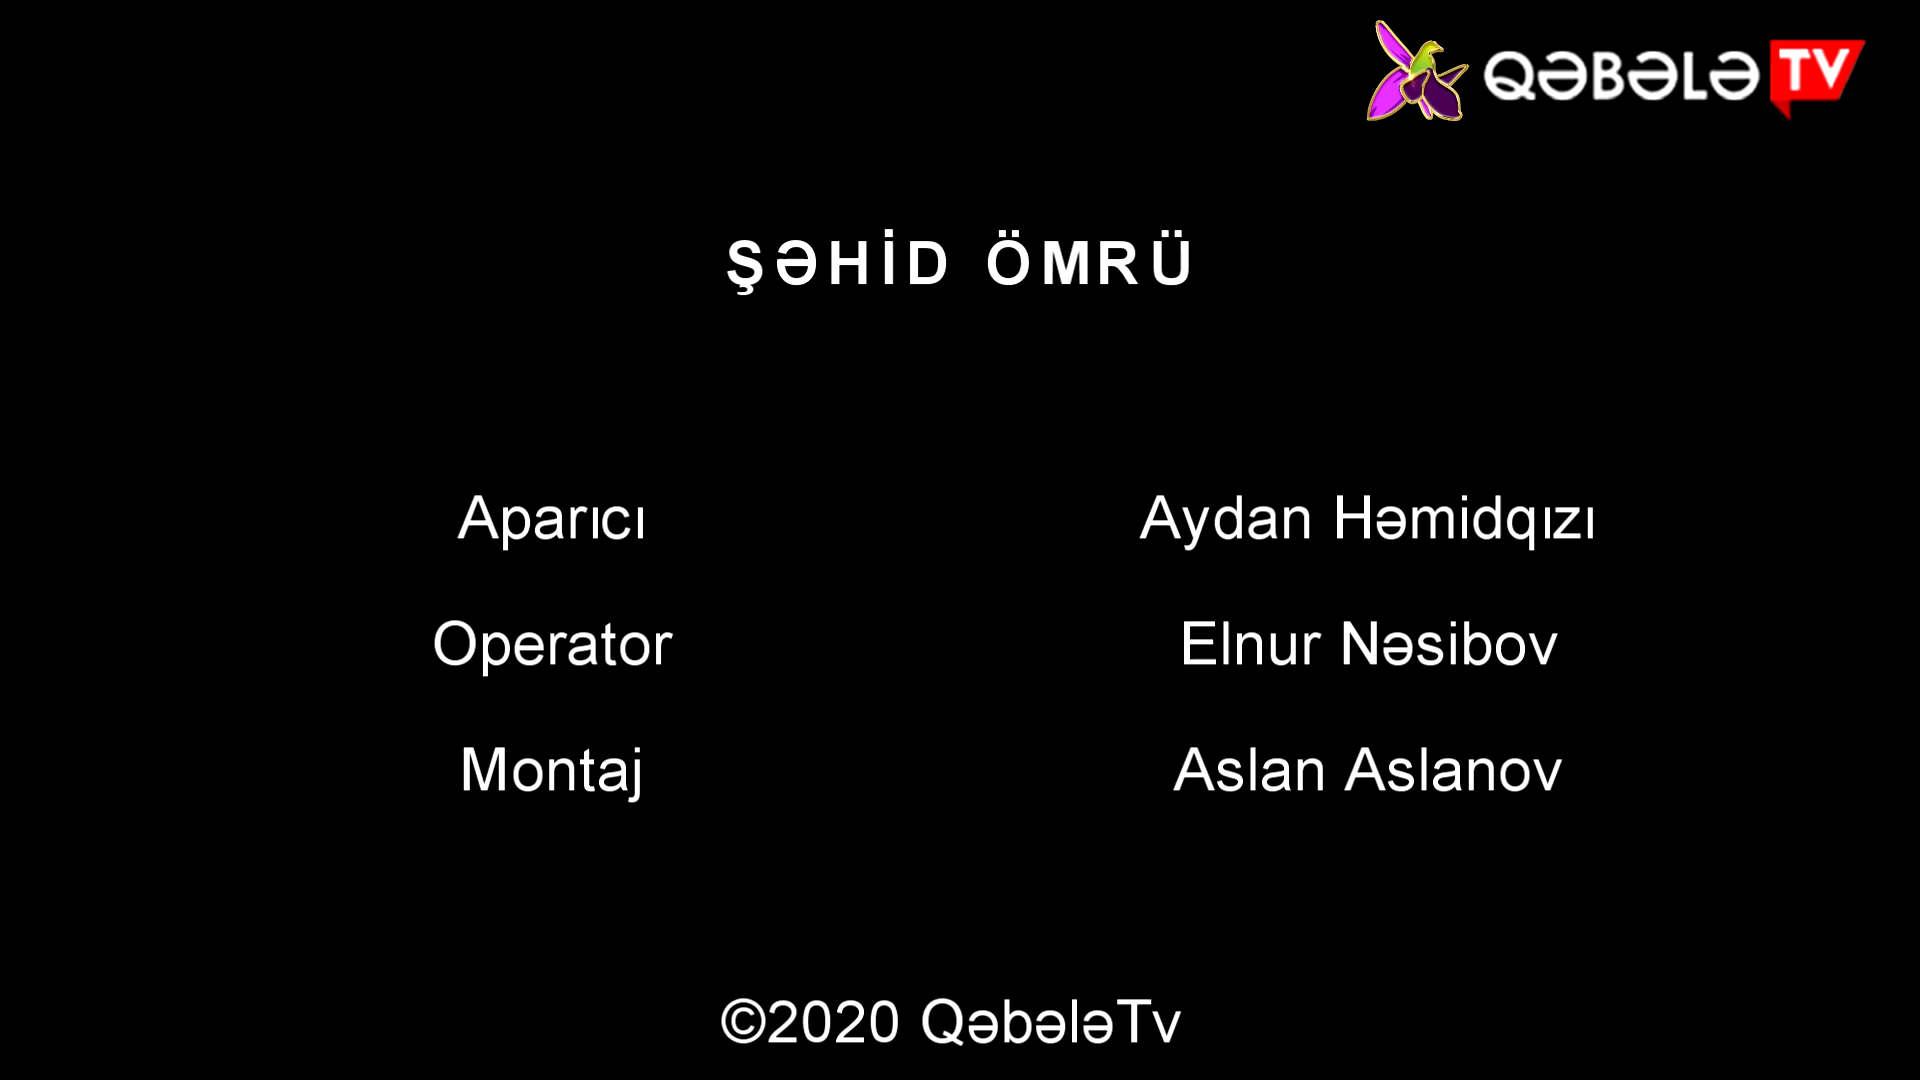 QƏBƏLƏ TV
ŞƏHİD ÖMRÜ
Aparıcı Aydan Həmidqızı
Operator Elnur Nəsibov
Montaj Aslan Aslanov
©2020 QəbələTv